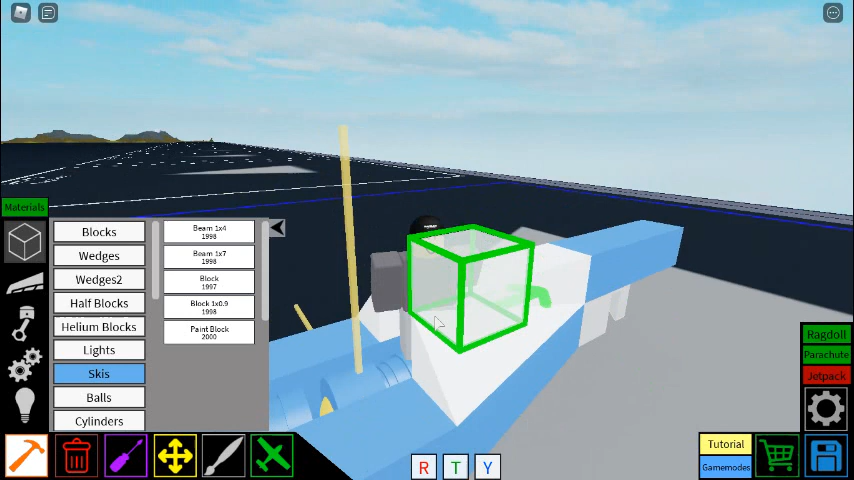 Materials
Blocks
Wedges
Wedges2
Half Blocks
Helium Blocks
Lights
Skis
Balls
Cylinders
Beam 1x4
1998
Beam 1x7
1998
Block
1997
Block 1x0.9
1998
Paint Block
2000
Ragdoll
Parachute
Jetpack
Tutorial
Gamemodes
R T Y